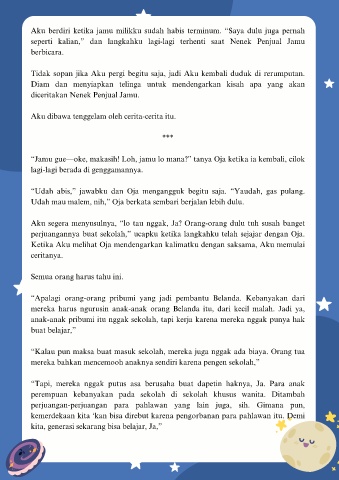 Aku berdiri ketika jamu milikku sudah habis terminum. “Saya dulu juga pernah
seperti kalian,” dan langkahku lagi-lagi terhenti saat Nenek Penjual Jamu
berbicara.
Tidak sopan jika Aku pergi begitu saja, jadi Aku kembali duduk di rerumputan.
Diam dan menyiapkan telinga untuk mendengarkan kisah apa yang akan
diceritakan Nenek Penjual Jamu.
Aku dibawa tenggelam oleh cerita-cerita itu.
***
“Jamu gue—oke, makasih! Loh, jamu lo mana?” tanya Oja ketika ia kembali, cilok
lagi-lagi berada di genggamannya.
“Udah abis,” jawabku dan Oja mengangguk begitu saja. “Yaudah, gas pulang.
Udah mau malem, nih,” Oja berkata sembari berjalan lebih dulu.
Aku segera menyusulnya, “lo tau nggak, Ja? Orang-orang dulu tuh susah banget
perjuangannya buat sekolah,” ucapku ketika langkahku telah sejajar dengan Oja.
Ketika Aku melihat Oja mendengarkan kalimatku dengan saksama, Aku memulai
ceritanya.
Semua orang harus tahu ini.
“Apalagi orang-orang pribumi yang jadi pembantu Belanda. Kebanyakan dari
mereka harus ngurusin anak-anak orang Belanda itu, dari kecil malah. Jadi ya,
anak-anak pribumi itu nggak sekolah, tapi kerja karena mereka nggak punya hak
buat belajar,”
“Kalau pun maksa buat masuk sekolah, mereka juga nggak ada biaya. Orang tua
mereka bahkan mencemooh anaknya sendiri karena pengen sekolah,”
“Tapi, mereka nggak putus asa berusaha buat dapetin haknya, Ja. Para anak
perempuan kebanyakan pada sekolah di sekolah khusus wanita. Ditambah
perjuangan-perjuangan para pahlawan yang lain juga, sih. Gimana pun,
kemerdekaan kita ‘kan bisa direbut karena pengorbanan para pahlawan itu. Demi
kita, generasi sekarang bisa belajar, Ja,”